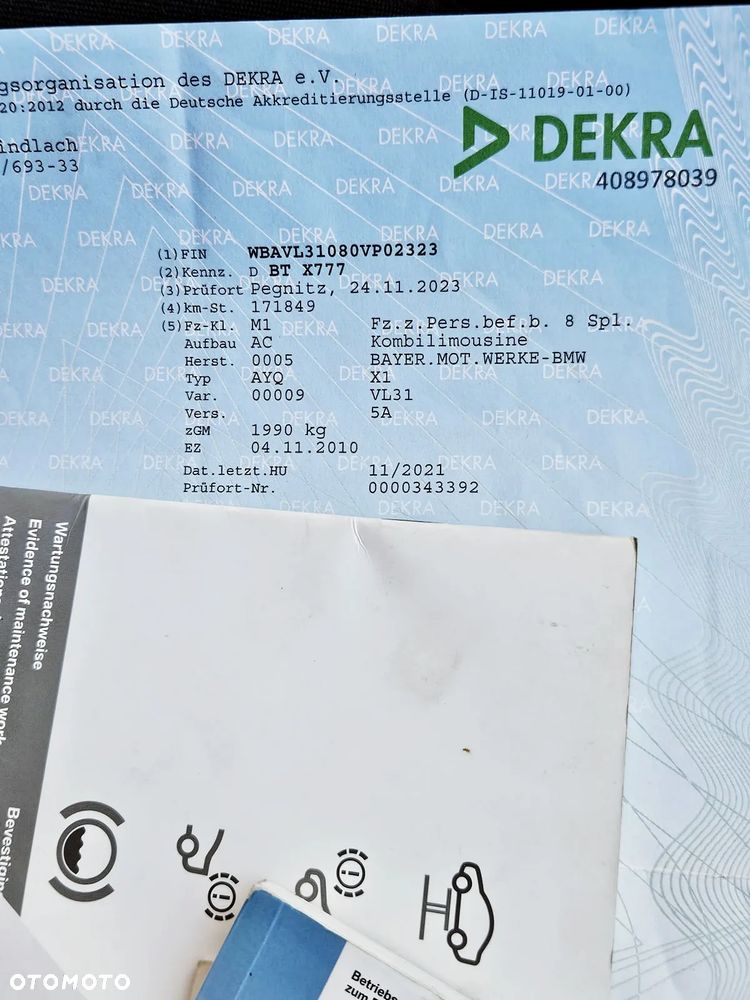 gsorganisation des DEKRA e.V.
20:2012 durch die Deutsche Akkreditierungsstelle (D-IS-11019-01-00)
indlach
/693-33
DEKRA
408978039
(1) FIN WBAVL31080VP02323
(2) Kennz. D BT X777
(3) Prüfort Pegnitz, 24.11.2023
(4) km-St. 171849
(5) Fz-Kl. M1 Fz.z.Pers.bef.b. 8 Spl.
Aufbau AC Kombilimousine
Herst. 0005 BAYER.MOT.WERKE-BMW
Typ AYQ X1
Var. 00009 VL31
Vers. 5A
zGM 1990 kg
EZ 04.11.2010
Dat.letzt.HU 11/2021
Prüfort-Nr. 0000343392
Wartungsnachweise
Evidence of maintenance work
Bevestigin
Betriebs
zum
OTOMOTO